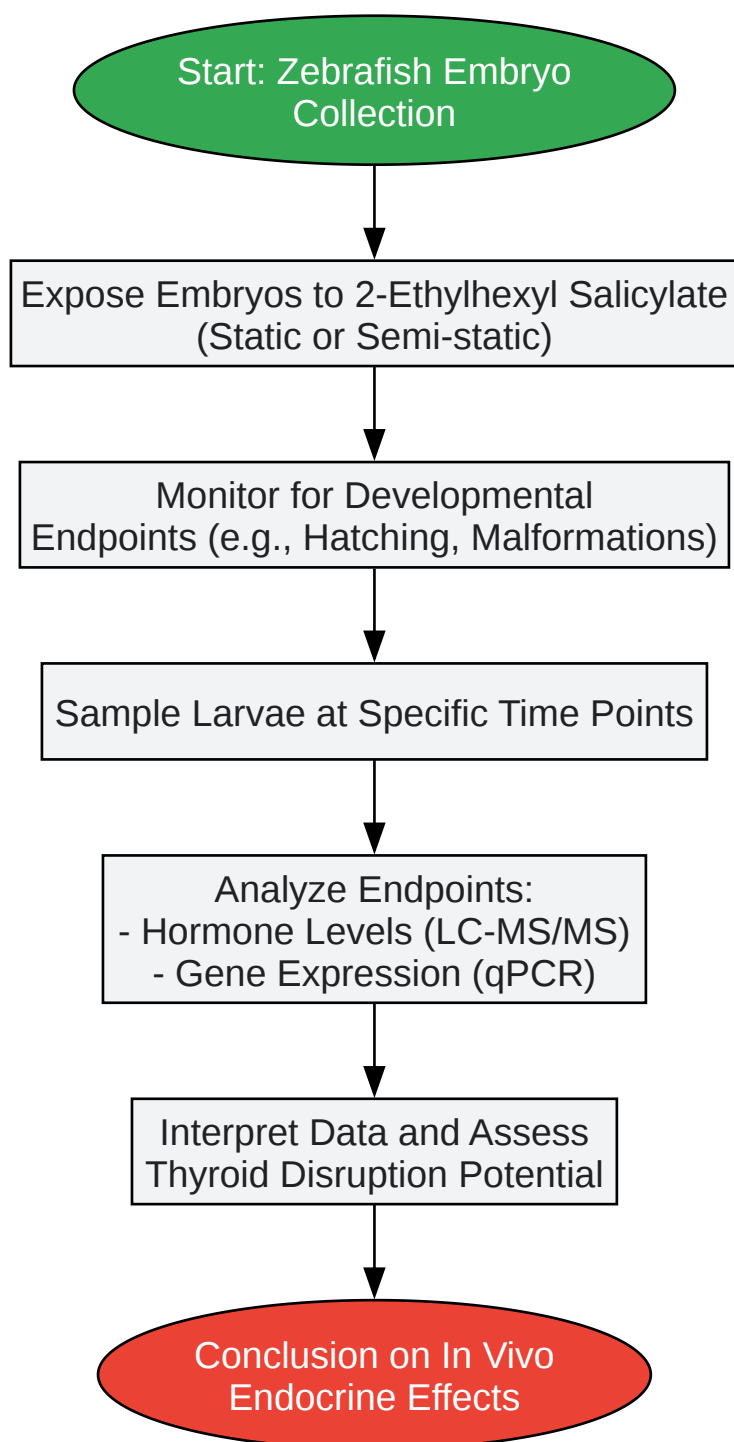 Start: Zebrafish Embryo
Collection
Expose Embryos to 2-Ethylhexyl Salicylate
(Static or Semi-static)
Monitor for Developmental
Endpoints (e.g., Hatching, Malformations)
Sample Larvae at Specific Time Points
Analyze Endpoints:
- Hormone Levels (LC-MS/MS)
- Gene Expression (qPCR)
Interpret Data and Assess
Thyroid Disruption Potential
Conclusion on In Vivo
Endocrine Effects